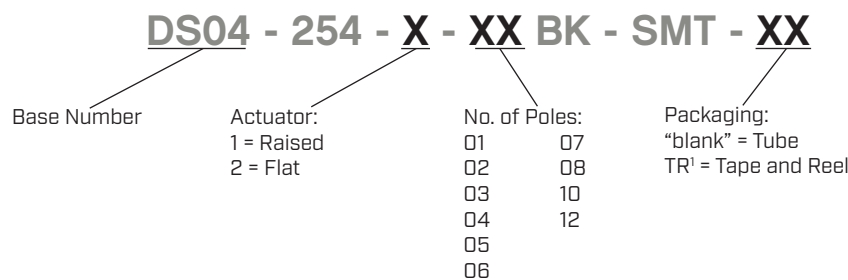 DS04 - 254 - X - XX BK - SMT - XX
Base Number
Actuator:
1 = Raised
2 = Flat
No. of Poles:
01 07
02 08
03 10
04 12
05
06
Packaging:
“blank” = Tube
TR¹ = Tape and Reel